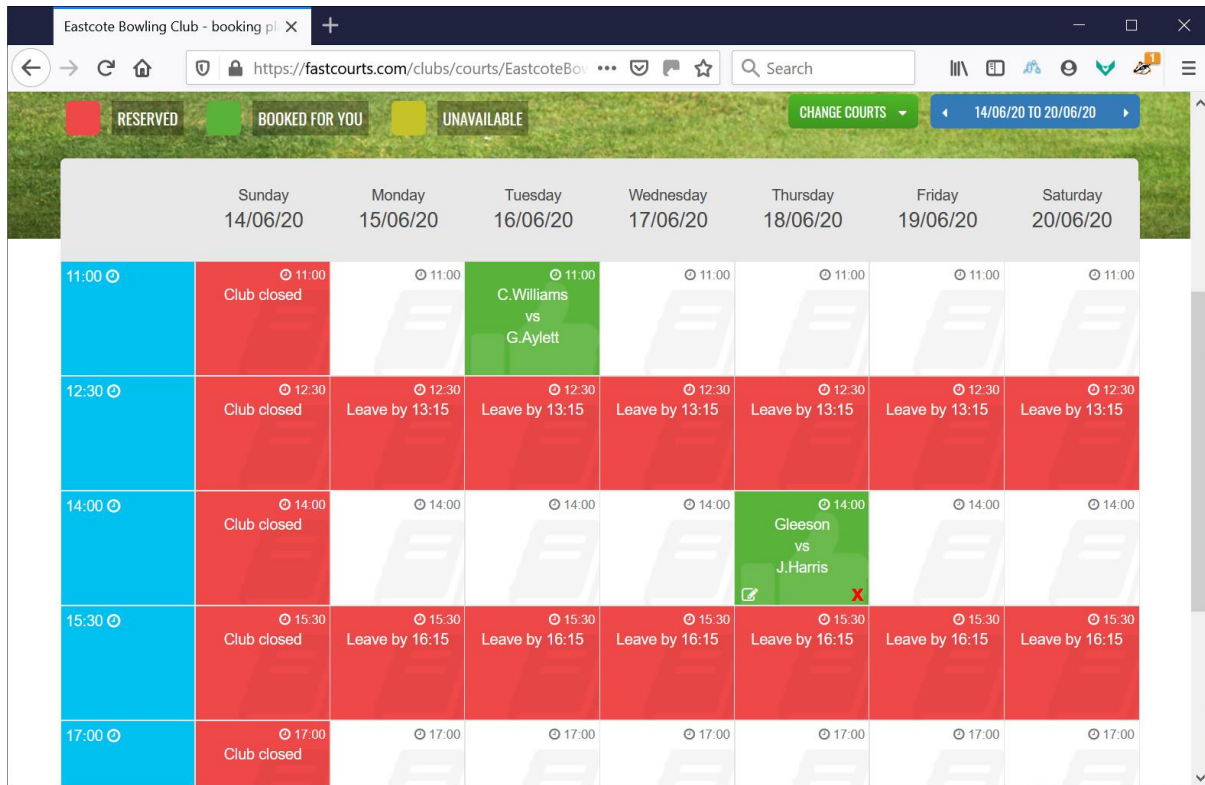 Eastcote Bowling Club - booking pl
https://fastcourts.com/clubs/courts/EastcoteBow
Search
1
RESERVED
BOOKED FOR YOU
UNAVAILABLE
CHANGE COURTS
14/06/20 TO 20/06/20
Sunday Monday Tuesday Wednesday Thursday Friday Saturday
14/06/20 15/06/20 16/06/20 17/06/20 18/06/20 19/06/20 20/06/20
11:00 11:00 11:00 11:00 11:00 11:00 11:00 11:00
Club closed C.Williams
vs
G.Aylett
12:30 12:30 12:30 12:30 12:30 12:30 12:30 12:30
Club closed Leave by 13:15 Leave by 13:15 Leave by 13:15 Leave by 13:15 Leave by 13:15 Leave by 13:15
14:00 14:00 14:00 14:00 14:00 14:00 14:00 14:00
Club closed Gleeson
vs
J.Harris
X
15:30 15:30 15:30 15:30 15:30 15:30 15:30 15:30
Club closed Leave by 16:15 Leave by 16:15 Leave by 16:15 Leave by 16:15 Leave by 16:15 Leave by 16:15
17:00 17:00 17:00 17:00 17:00 17:00 17:00 17:00
Club closed